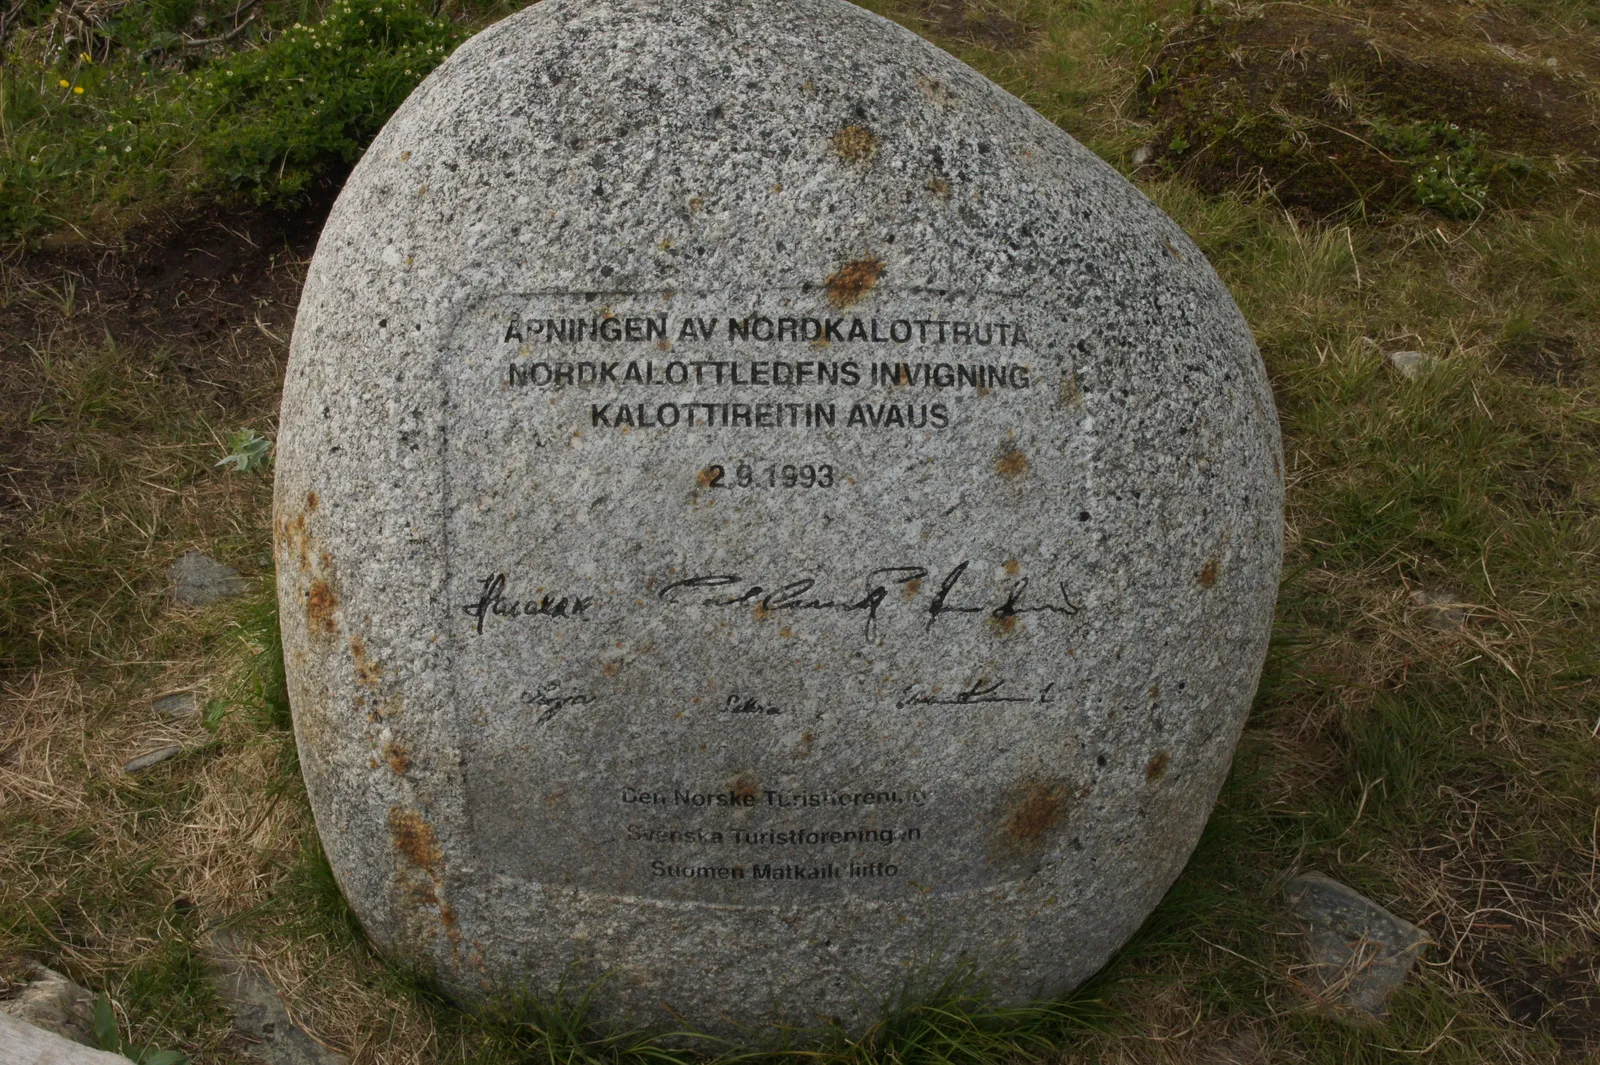 ÅPNINGEN AV NORDKALOTTRUTA
NORDKALOTTLEDENS INVIGNING
KALOTTIREITIN AVAUS
2.9.1993
Den Norske Turistforening
Svenska Turistföreningen
Suomen Matkailuliitto